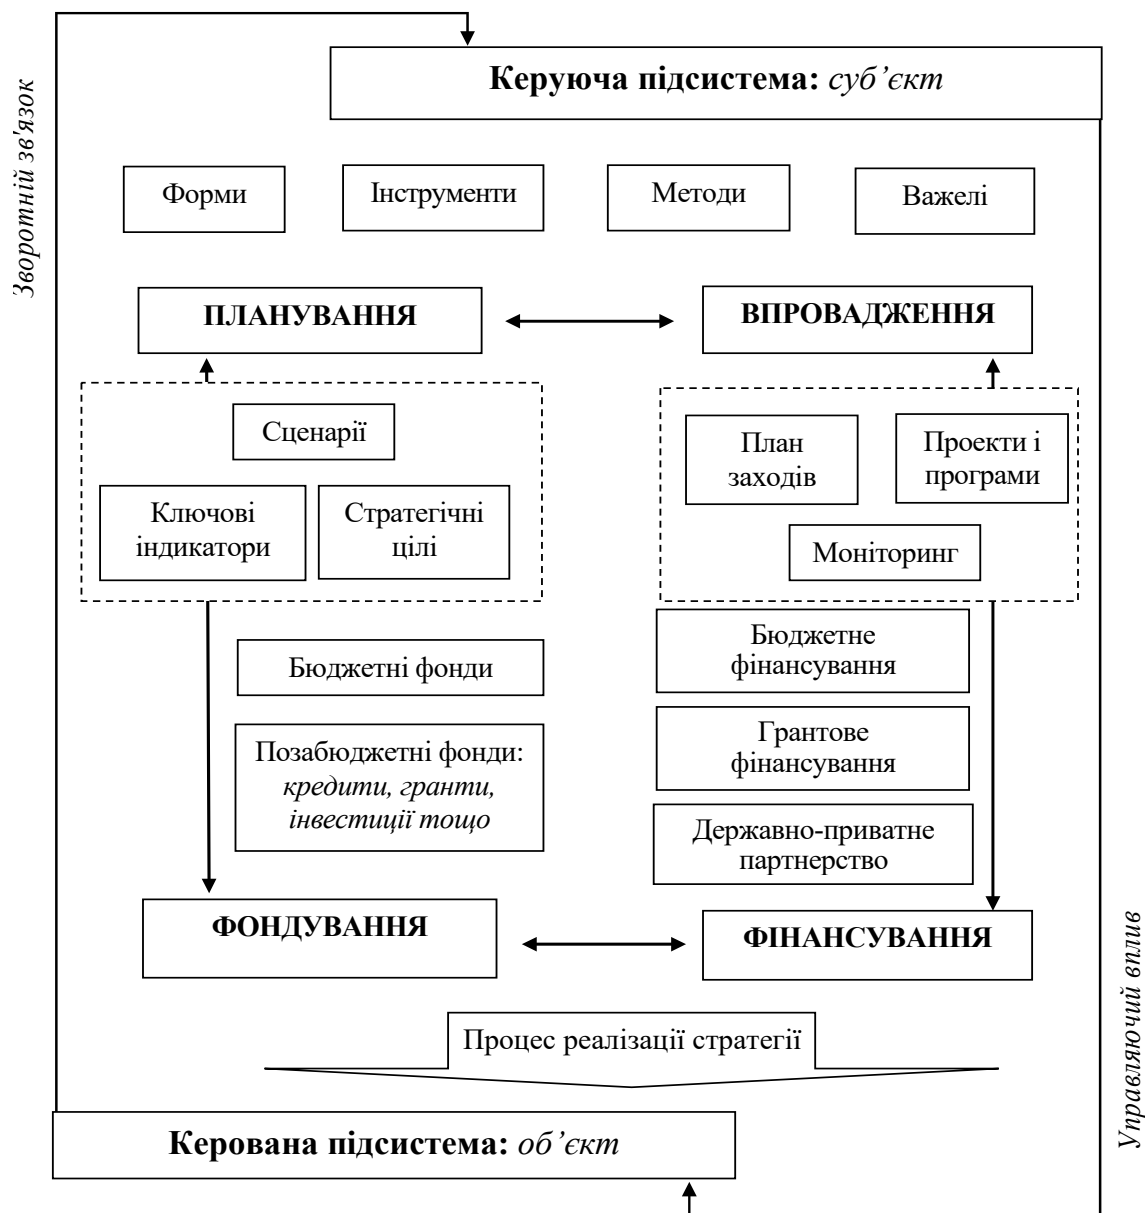 Керуюча підсистема: суб’єкт
Зворотній зв'язок
Форми
Інструменти
Методи
Важелі
ПЛАНУВАННЯ
ВПРОВАДЖЕННЯ
Сценарії
Ключові
індикатори
Стратегічні
цілі
План
заходів
Проекти і
програми
Моніторинг
Бюджетні фонди
Позабюджетні фонди:
кредити, гранти,
інвестиції тощо
Бюджетне
фінансування
Грантове
фінансування
Державно-приватне
партнерство
ФОНДУВАННЯ
ФІНАНСУВАННЯ
Управляючий вплив
Процес реалізації стратегії
Керована підсистема: об’єкт